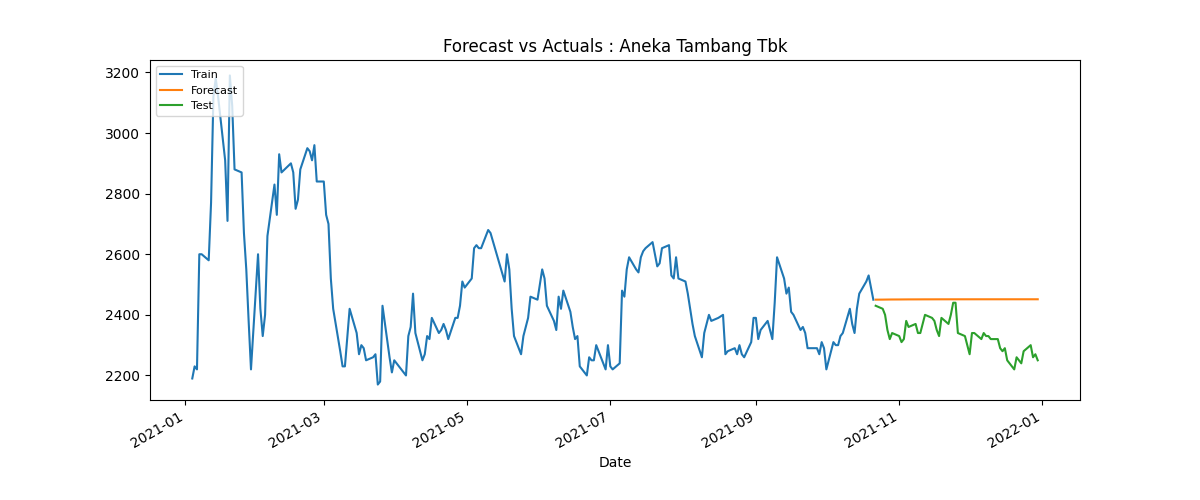 Forecast vs Actuals : Aneka Tambang Tbk
Train
Forecast
Test
3200
3000
2800
2600
2400
2200
2021-01
2021-03
2021-05
2021-07
2021-09
2021-11
2022-01
Date